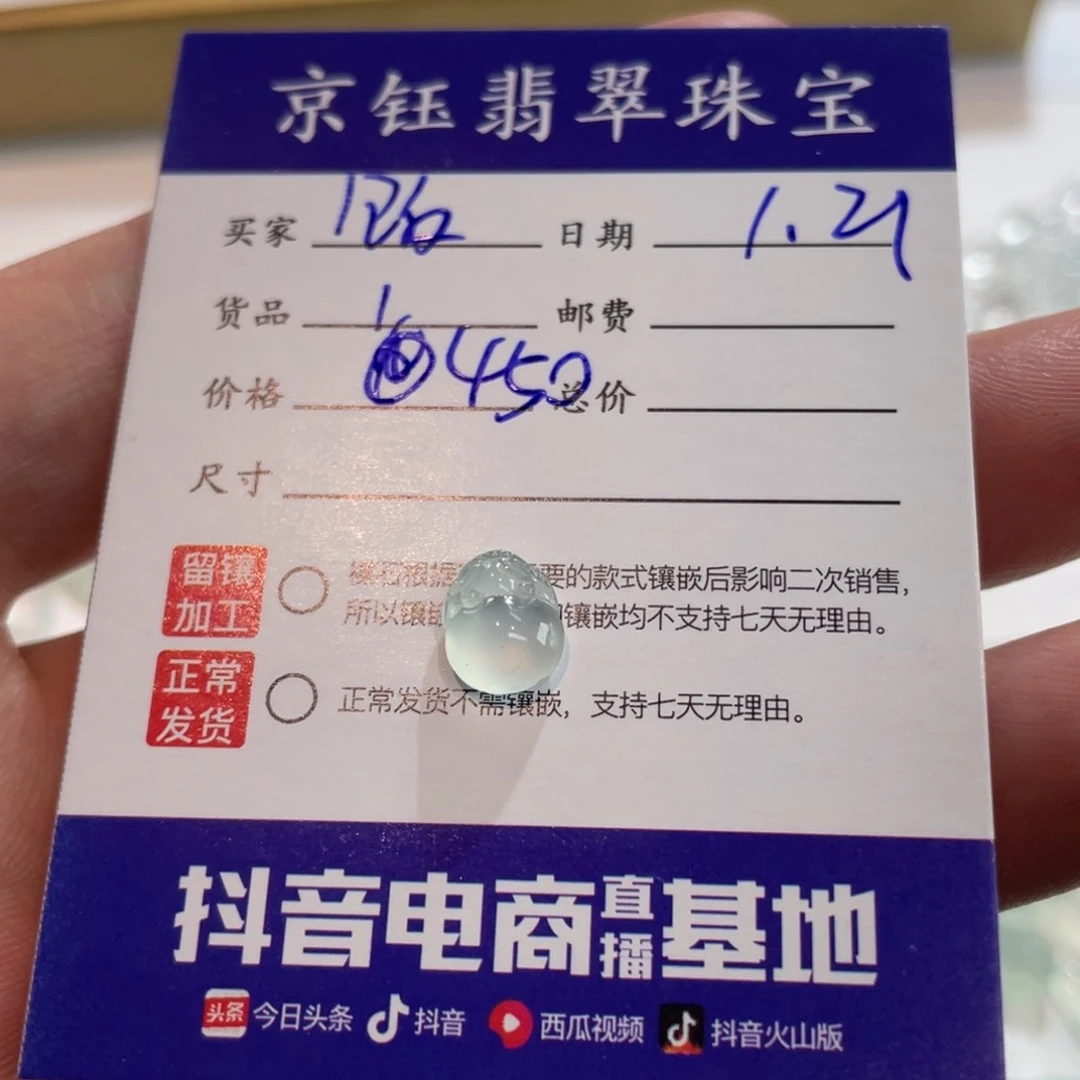 京钰翡翠珠宝
买家 日期 1.21
货品 1 邮费
价格 450 总价
尺寸
留镶加工 要的款式镶嵌后影响二次销售，
所以镶 镶嵌均不支持七天无理由。
正常发货 正常发货不需镶嵌，支持七天无理由。
抖音电商直播基地
头条 今日头条 抖音 西瓜视频 抖音火山版